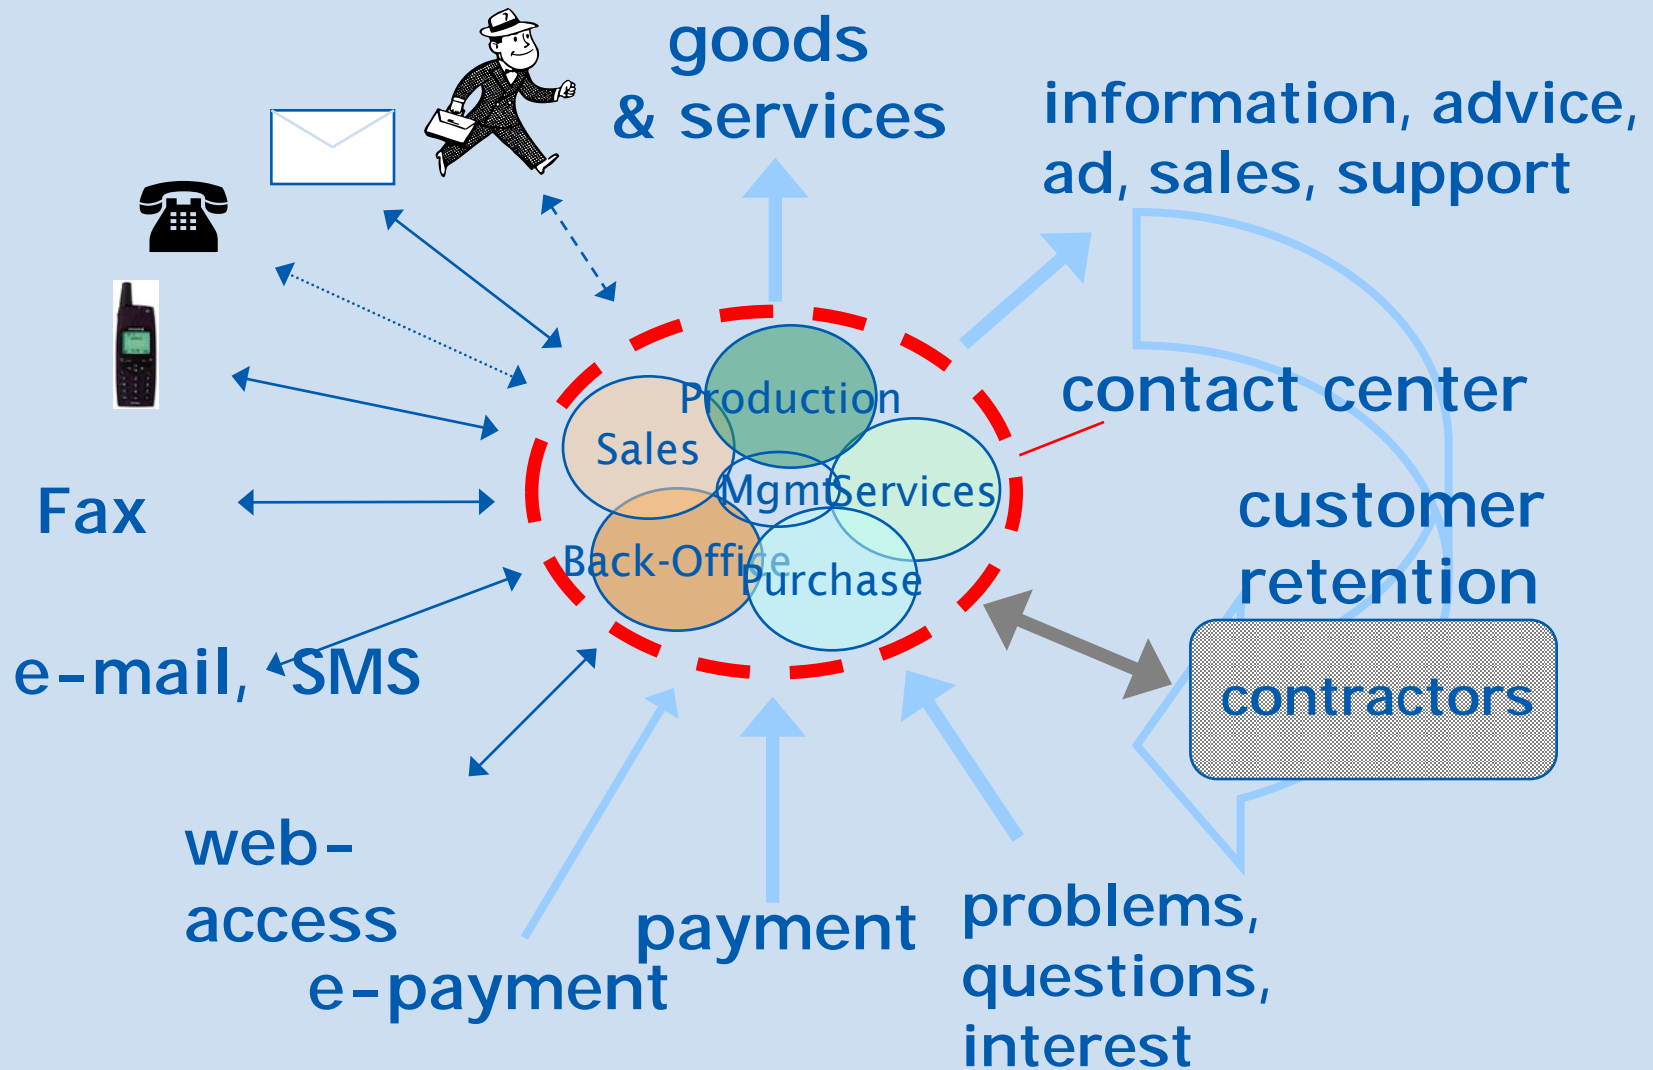 goods
& services
information, advice,
ad, sales, support
Production
contact center
Sales
Mgmt
Services
Fax
customer
retention
Back-Office
Purchase
e-mail, SMS
contractors
web-
access
payment
e-payment
problems,
questions,
interest